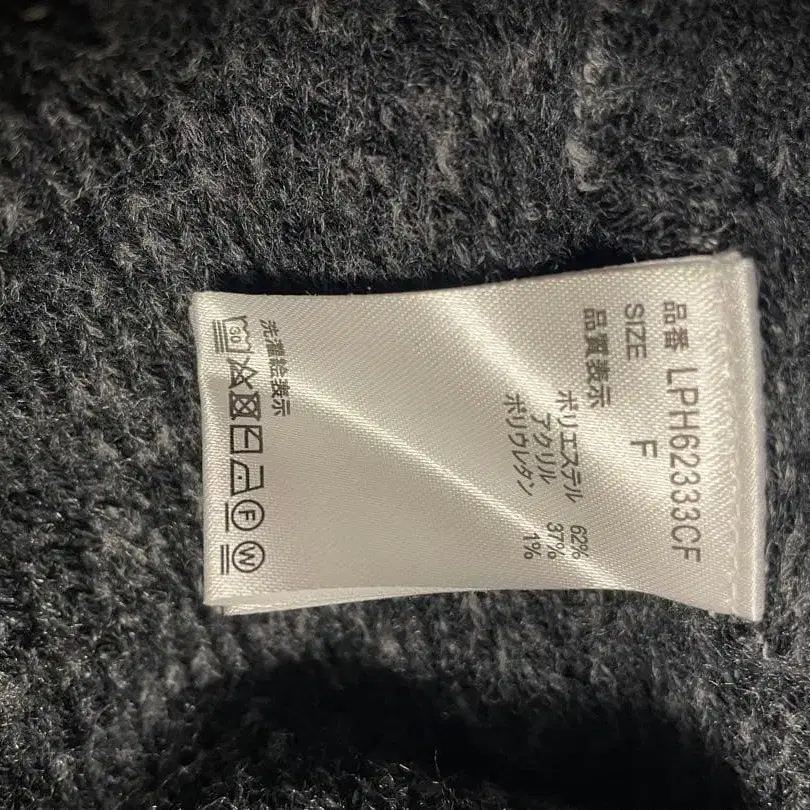 品番 LPH62333CF
SIZE F
品質表示
ポリエステル 62%
アクリル 37%
ポリウレタン 1%
洗濯絵表示
30 F W